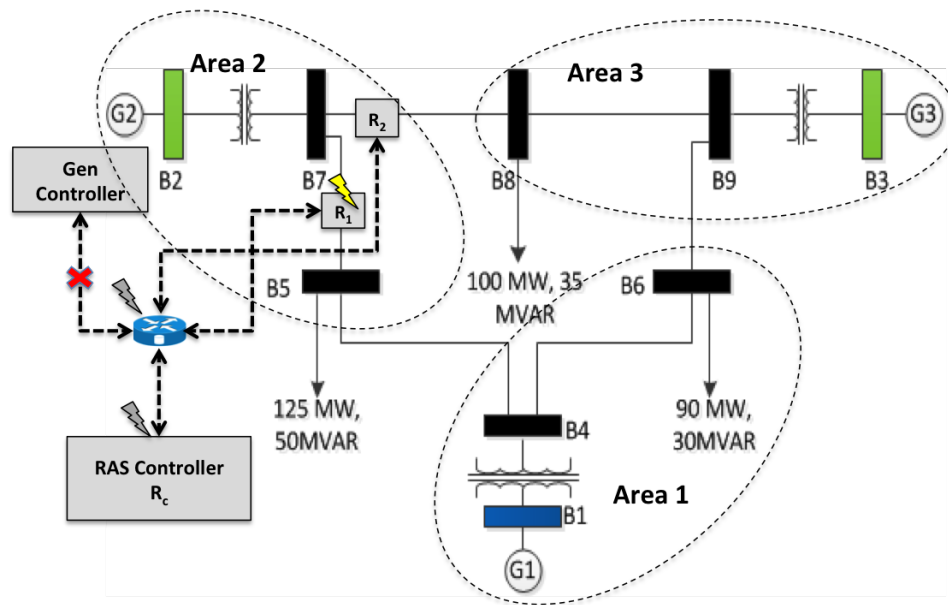 Area 2
Area 3
G2
R2
G3
Gen
Controller
B2
B7
B8
B9
B3
R1
B5
100 MW, 35
MVAR
B6
125 MW,
50MVAR
90 MW,
30MVAR
B4
RAS Controller
Rc
Area 1
B1
G1